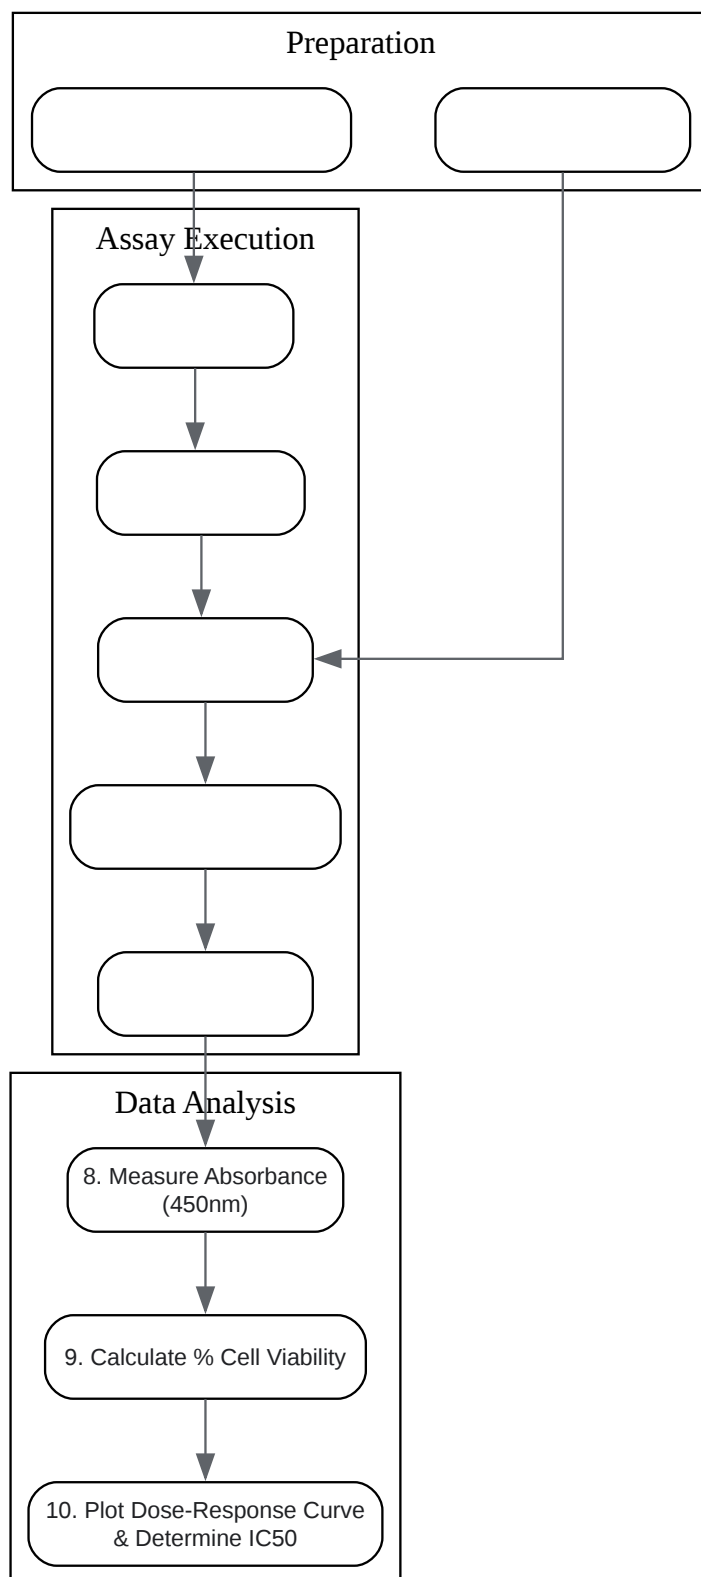 Preparation
Assay Execution
Data Analysis
8. Measure Absorbance
(450nm)
9. Calculate % Cell Viability
10. Plot Dose-Response Curve
& Determine IC50